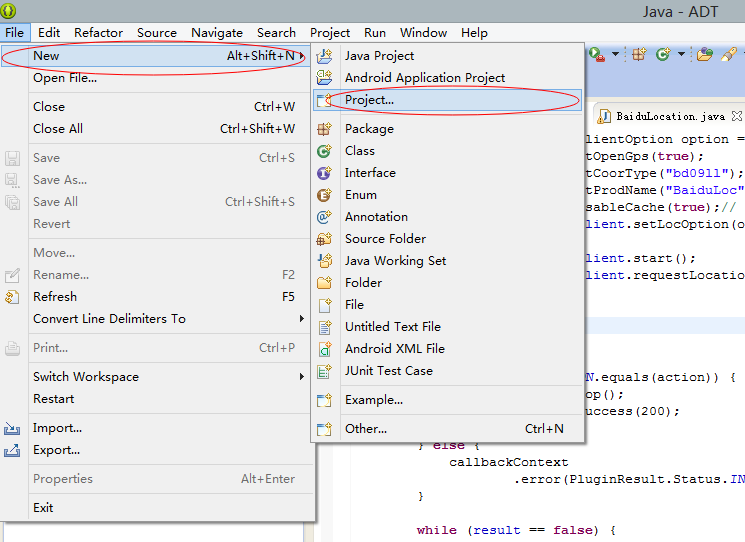 Java - ADT
File Edit Refactor Source Navigate Search Project Run Window Help
New Alt+Shift+N
Open File...
Close Ctrl+W
Close All Ctrl+Shift+W
Save Ctrl+S
Save As...
Save All Ctrl+Shift+S
Revert
Move...
Rename... F2
Refresh F5
Convert Line Delimiters To
Print... Ctrl+P
Switch Workspace
Restart
Import...
Export...
Properties Alt+Enter
Exit
Java Project
Android Application Project
Project...
Package
Class
Interface
Enum
Annotation
Source Folder
Java Working Set
Folder
File
Untitled Text File
Android XML File
JUnit Test Case
Example...
Other... Ctrl+N
BaiduLocation.java
lientOption option =
tOpenGps(true);
tCoorType("bd09ll");
tProdName("BaiduLoc"
sableCache(true);//
lient.setLocOption(o
lient.start();
lient.requestLocatio
N.equals(action)) {
op();
uccess(200);
} else {
callbackContext
.error(PluginResult.Status.IN
}
while (result == false) {